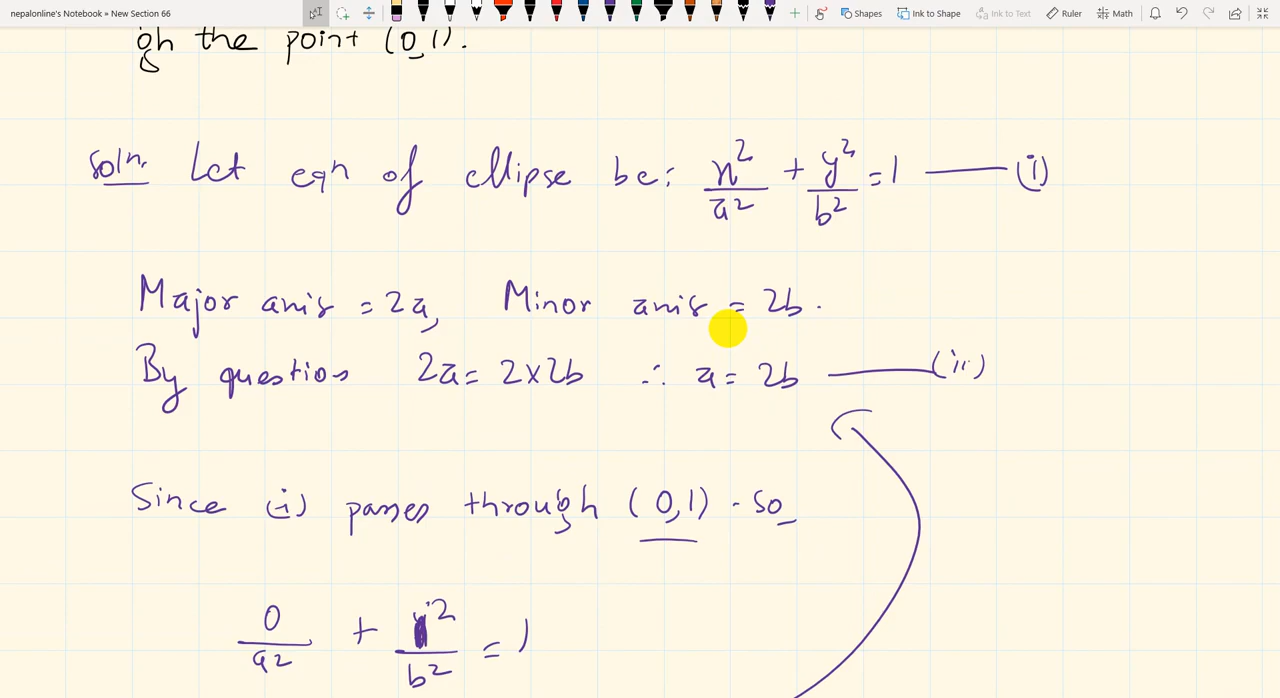 nepalonline's Notebook » New Section 66
Shapes Ink to Shape Ink to Text Ruler Math
gh the point (0,1).
Soln. Let eqn of ellipse be: x²/a² + y²/b² = 1 —— (i)
Major axis = 2a, Minor axis = 2b.
By question 2a = 2×2b ∴ a = 2b —— (ii)
Since (i) passes through (0,1). So
0/a² + 1²/b² = 1